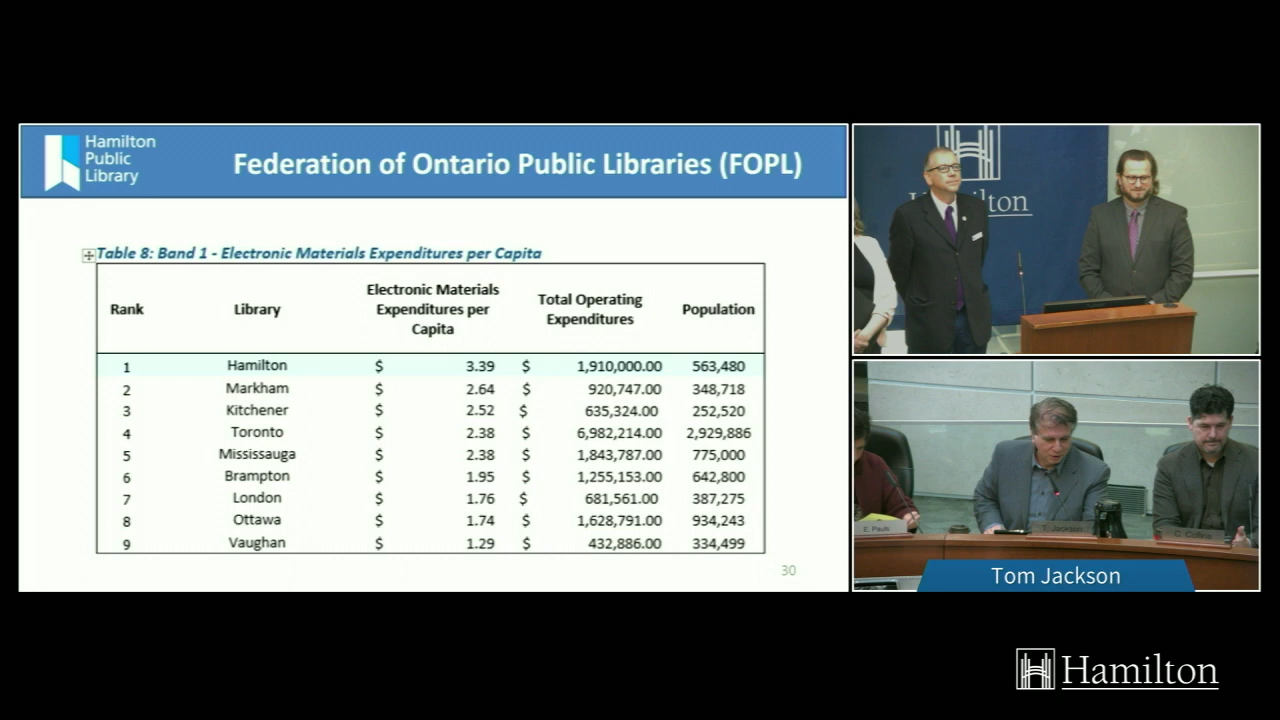 Hamilton
Public
Library
Federation of Ontario Public Libraries (FOPL)
Table 8: Band 1 - Electronic Materials Expenditures per Capita
Rank Library Electronic Materials Expenditures per Capita Total Operating Expenditures Population
1 Hamilton $ 3.39 $ 1,910,000.00 563,480
2 Markham $ 2.64 $ 920,747.00 348,718
3 Kitchener $ 2.52 $ 635,324.00 252,520
4 Toronto $ 2.38 $ 6,982,214.00 2,929,886
5 Mississauga $ 2.38 $ 1,843,787.00 775,000
6 Brampton $ 1.95 $ 1,255,153.00 642,800
7 London $ 1.76 $ 681,561.00 387,275
8 Ottawa $ 1.74 $ 1,628,791.00 934,243
9 Vaughan $ 1.29 $ 432,886.00 334,499
30
E. Pauls
T. Jackson
C. Collins
Tom Jackson
Hamilton